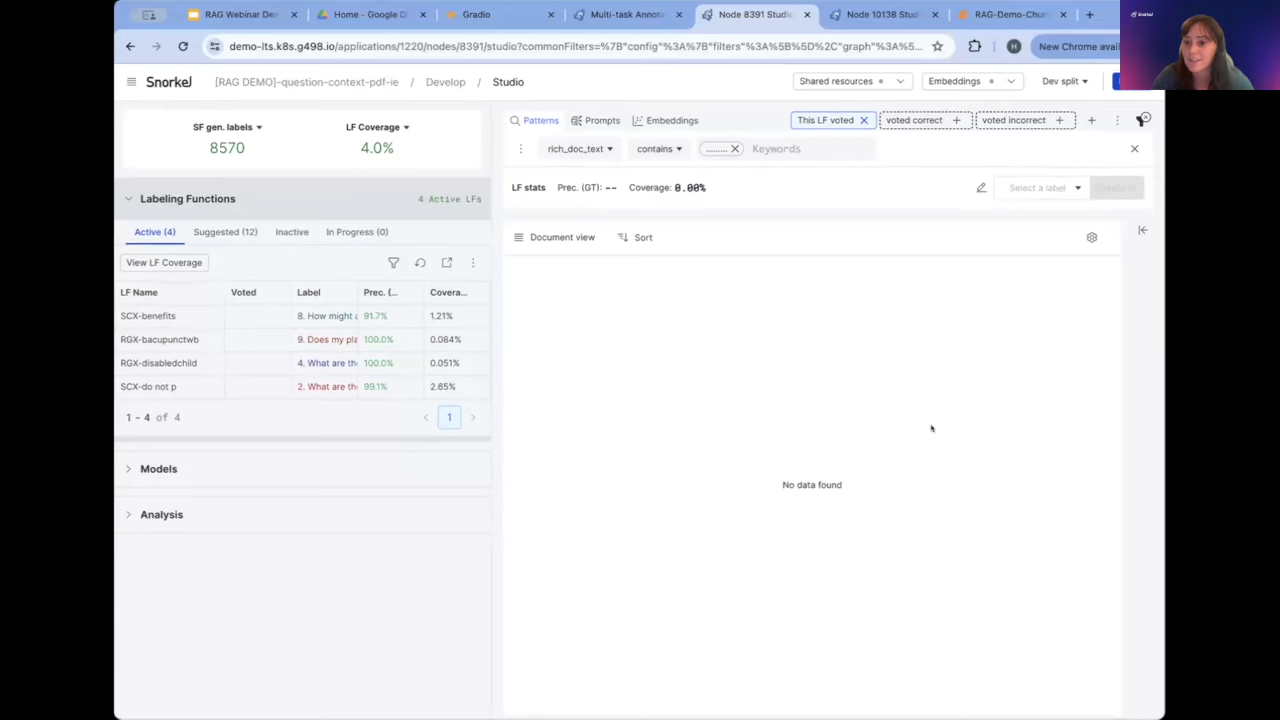 RAG Webinar Den
Home - Google D
Gradio
Multi-task Annota
Node 8391 Studio
Node 10138 Studi
RAG-Demo-Chun
demo-lts.k8s.g498.io/applications/1220/nodes/8391/studio?commonFilters=%7B"config"%3A%7B"filters"%3A%5B%5D%2C"graph"%3A%5...
H
New Chrome avai
Snorkel
Snorkel
[RAG DEMO]-question-context-pdf-ie / Develop / Studio
Shared resources
Embeddings
Dev split
SF gen. labels
LF Coverage
8570
4.0%
Patterns
Prompts
Embeddings
This LF voted
voted correct
voted incorrect
rich_doc_text
contains
.........
Keywords
LF stats Prec. (GT): -- Coverage: 0.00%
Select a label
Labeling Functions
4 Active LFs
Active (4)
Suggested (12)
Inactive
In Progress (0)
Document view
Sort
View LF Coverage
LF Name Voted Label Prec. (... Covera...
SCX-benefits 8. How might a 91.7% 1.21%
RGX-bacupunctwb 9. Does my pla 100.0% 0.084%
RGX-disabledchild 4. What are the 100.0% 0.051%
SCX-do not p 2. What are the 99.1% 2.65%
1 - 4 of 4
1
Models
No data found
Analysis